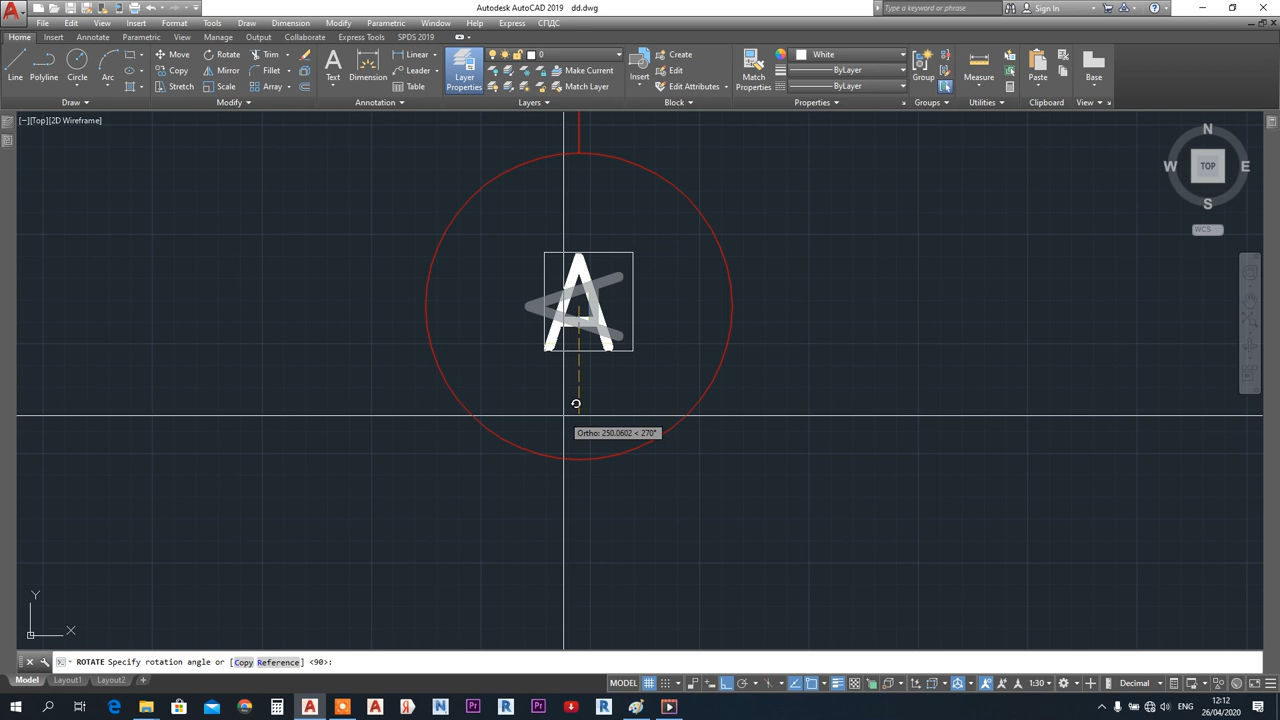 Autodesk AutoCAD 2019 dd.dwg
Type a keyword or phrase
Sign In
File Edit View Insert Format Tools Draw Dimension Modify Parametric Window Help Express СПДС
Home Insert Annotate Parametric View Manage Output Collaborate Express Tools SPDS 2019
Line Polyline Circle Arc
Move Rotate Trim
Copy Mirror Fillet
Stretch Scale Array
Text Dimension
Linear
Leader
Table
Layer Properties
0
Make Current
Match Layer
Insert
Create
Edit
Edit Attributes
Match Properties
White
ByLayer
ByLayer
Group Measure Paste Base
Draw Modify Annotation Layers Block Properties Groups Utilities Clipboard View
[−][Top][2D Wireframe]
N
W TOP E
S
WCS
A
A
Ortho: 250.0602 < 270°
Y
X
ROTATE Specify rotation angle or [Copy Reference] <90>:
Model Layout1 Layout2 +
MODEL 1:30 Decimal
ENG
12:12
26/04/2020